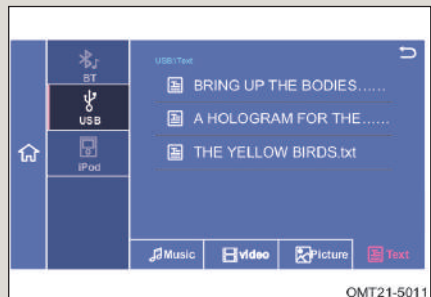 BT
USB
iPod
USB\Text
BRING UP THE BODIES......
A HOLOGRAM FOR THE......
THE YELLOW BIRDS.txt
Music
video
Picture
Text
OMT21-5011